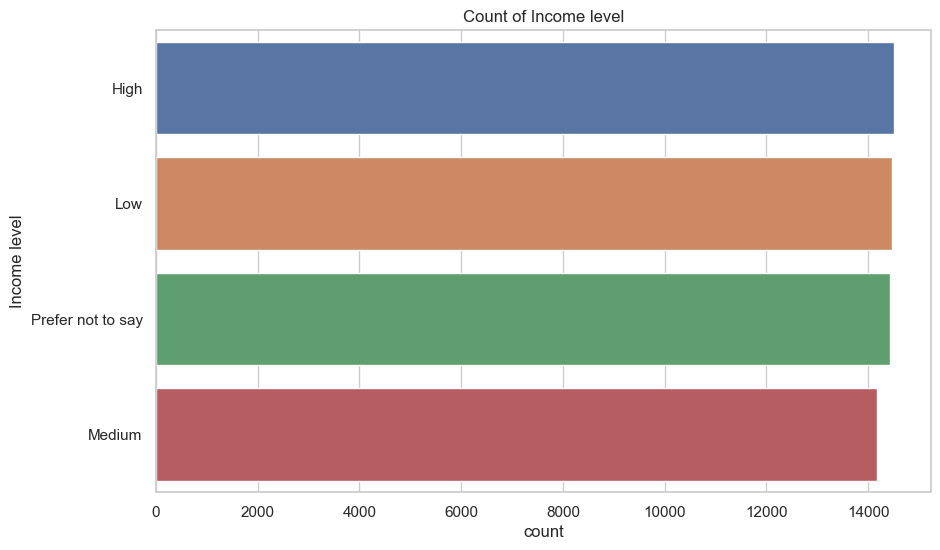 Count of Income level
High
Low
Prefer not to say
Medium
Income level
0 2000 4000 6000 8000 10000 12000 14000
count